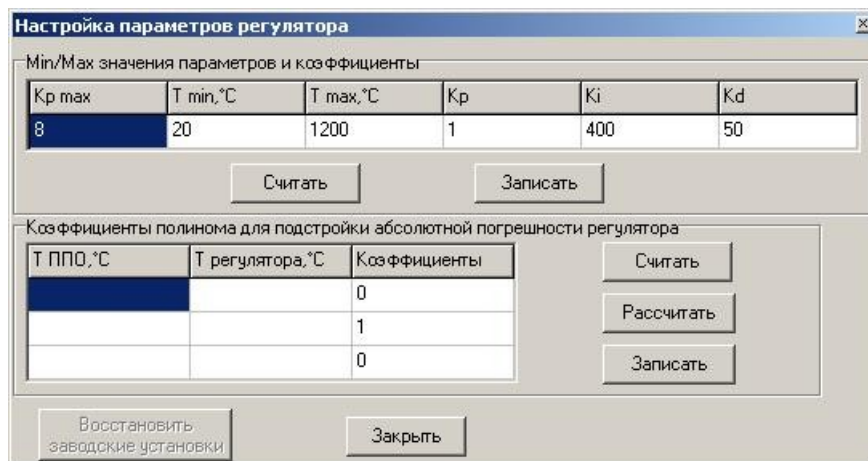 Настройка параметров регулятора
Min/Max значения параметров и коэффициенты
Kp max T min,°C T max,°C Kp Ki Kd
8 20 1200 1 400 50
Считать Записать
Коэффициенты полинома для подстройки абсолютной погрешности регулятора
Т ППО,°C Т регулятора,°C Коэффициенты
0
1
0
Считать
Рассчитать
Записать
Восстановить
заводские установки
Закрыть